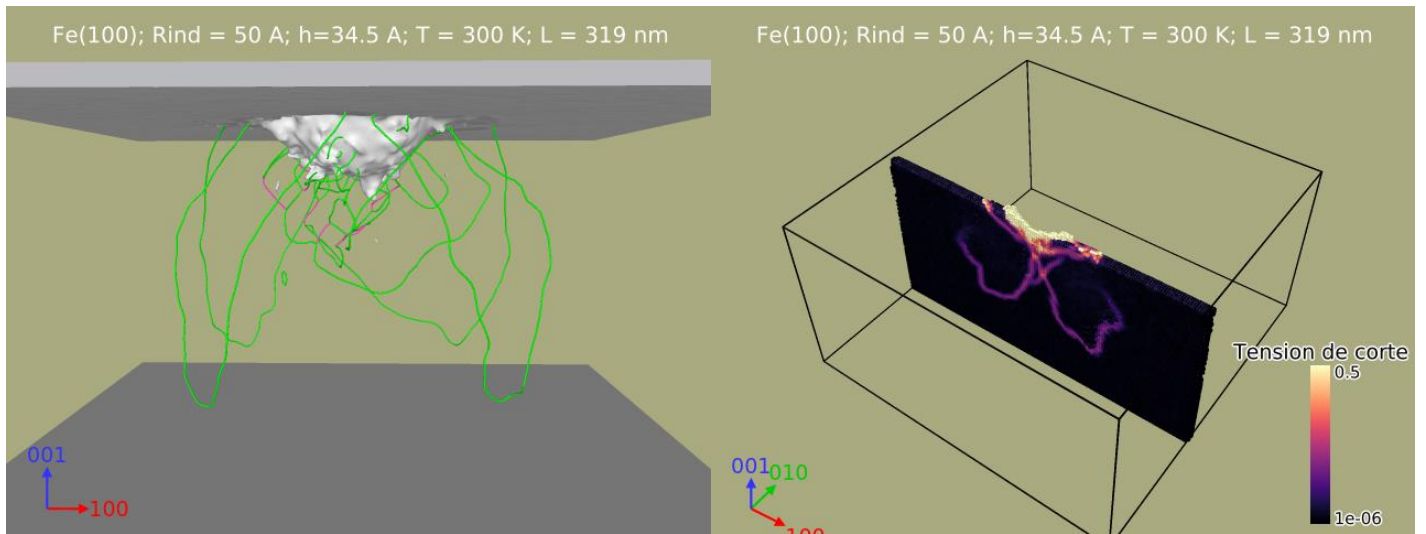 Fe(100); Rind = 50 A; h=34.5 A; T = 300 K; L = 319 nm
001
100
Fe(100); Rind = 50 A; h=34.5 A; T = 300 K; L = 319 nm
Tension de corte
0.5
1e-06
001
010
100